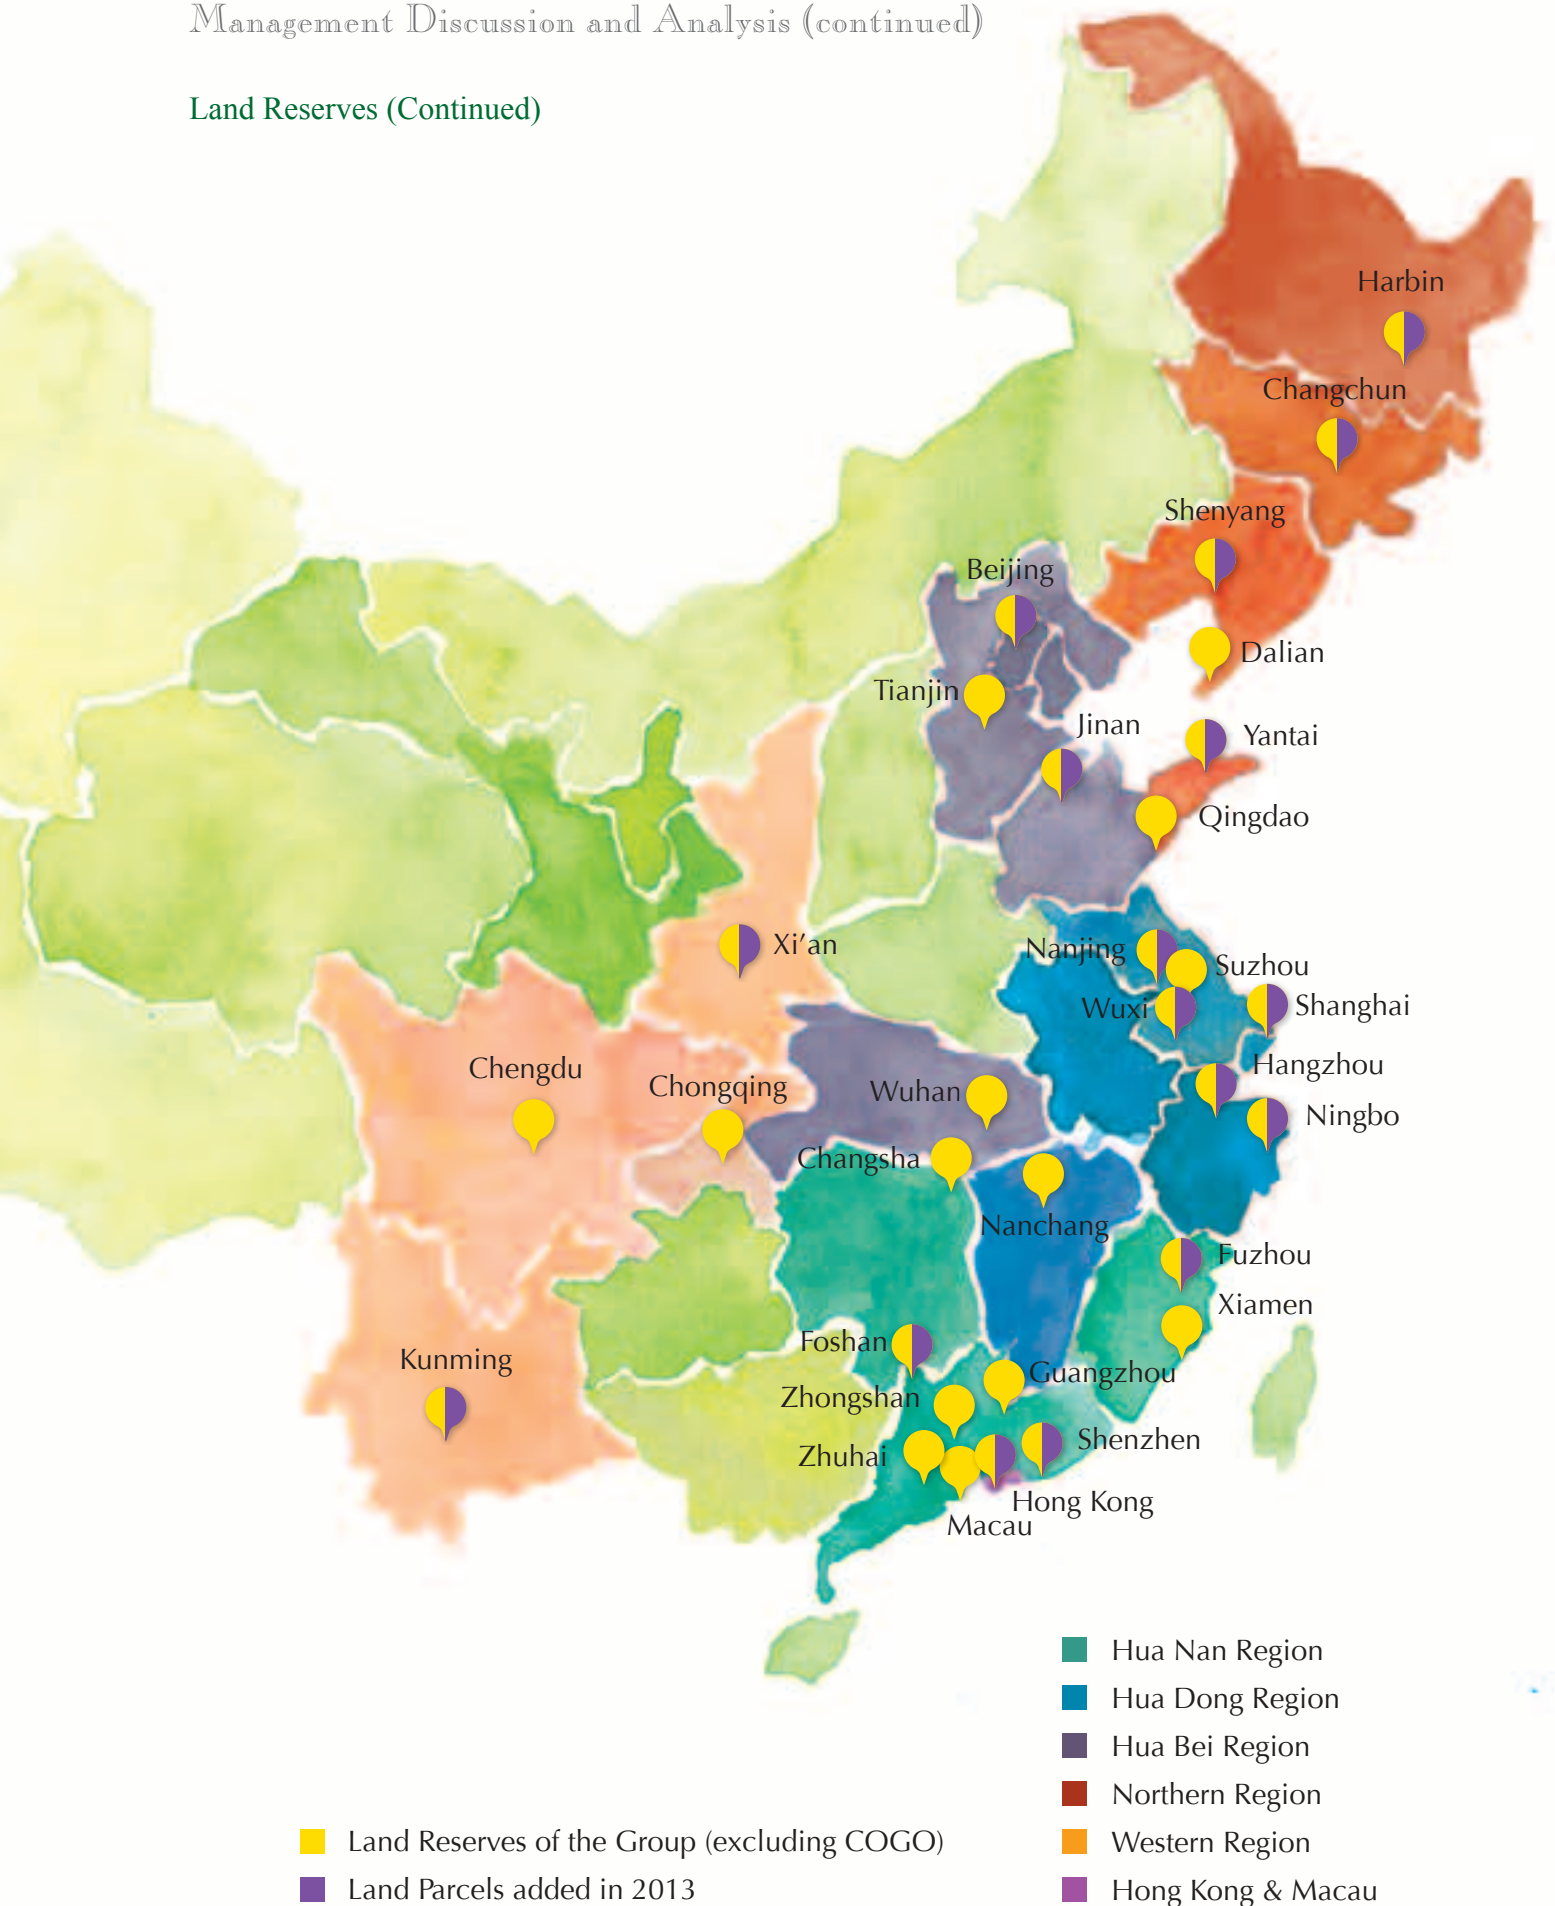 Management Discussion and Analysis (continued)
Land Reserves (Continued)
Harbin
Changchun
Shenyang
Beijing
Dalian
Tianjin
Jinan
Yantai
Qingdao
Xi’an
Nanjing
Suzhou
Wuxi
Shanghai
Hangzhou
Chengdu
Chongqing
Wuhan
Ningbo
Changsha
Nanchang
Fuzhou
Xiamen
Foshan
Kunming
Guangzhou
Zhongshan
Shenzhen
Zhuhai
Hong Kong
Macau
Hua Nan Region
Hua Dong Region
Hua Bei Region
Northern Region
Western Region
Hong Kong & Macau
Land Reserves of the Group (excluding COGO)
Land Parcels added in 2013